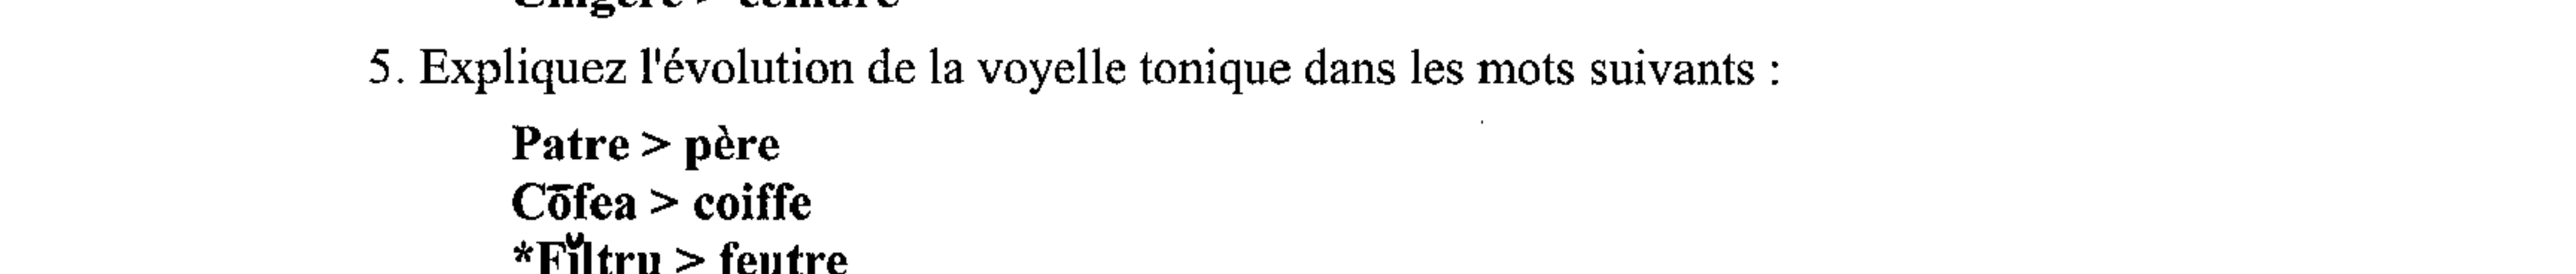 5. Expliquez l'évolution de la voyelle tonique dans les mots suivants :
Patre > père
Cōfea > coiffe
*Fĭltru > feutre